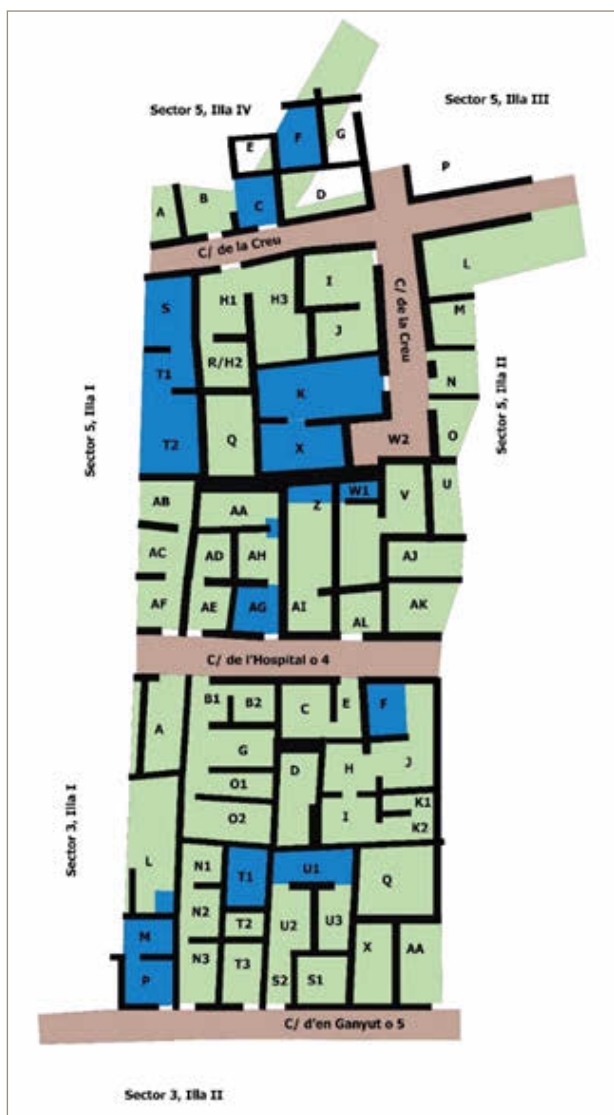 Sector 5, Illa IV
Sector 5, Illa III
E
F
G
P
A
B
C
D
C/ de la Creu
L
S
H1
H3
I
C/ de la Creu
M
J
T1
R/H2
K
N
Sector 5, Illa I
Sector 5, Illa II
T2
Q
X
W2
O
AB
AA
Z
W1
V
U
AC
AD
AH
AJ
AF
AE
AG
AI
AL
AK
C/ de l'Hospital o 4
A
B1
B2
C
E
F
G
D
H
J
O1
O2
I
K1
K2
Sector 3, Illa I
L
N1
T1
U1
Q
M
N2
T2
U2
U3
X
AA
P
N3
T3
S2
S1
C/ d'en Ganyut o 5
Sector 3, Illa II